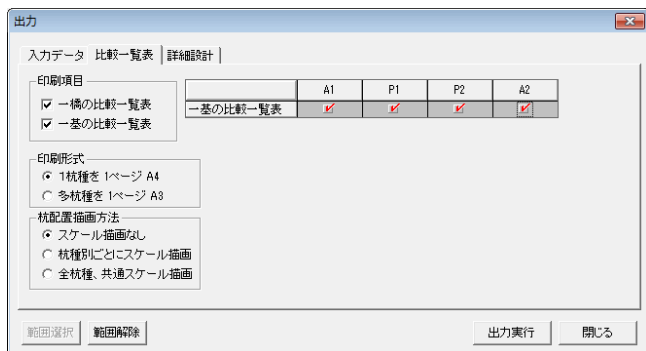 出力
入力データ 比較一覧表 詳細設計
印刷項目
一橋の比較一覧表
一基の比較一覧表
A1 P1 P2 A2
一基の比較一覧表
印刷形式
1杭種を 1ページ A4
多杭種を 1ページ A3
杭配置描画方法
スケール描画なし
杭種別ごとにスケール描画
全杭種、共通スケール描画
範囲選択 範囲解除 出力実行 閉じる